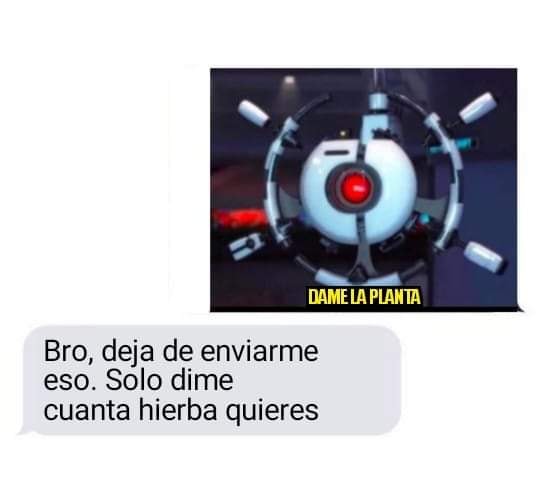 DAME LA PLANTA
Bro, deja de enviarme
eso. Solo dime
cuanta hierba quieres